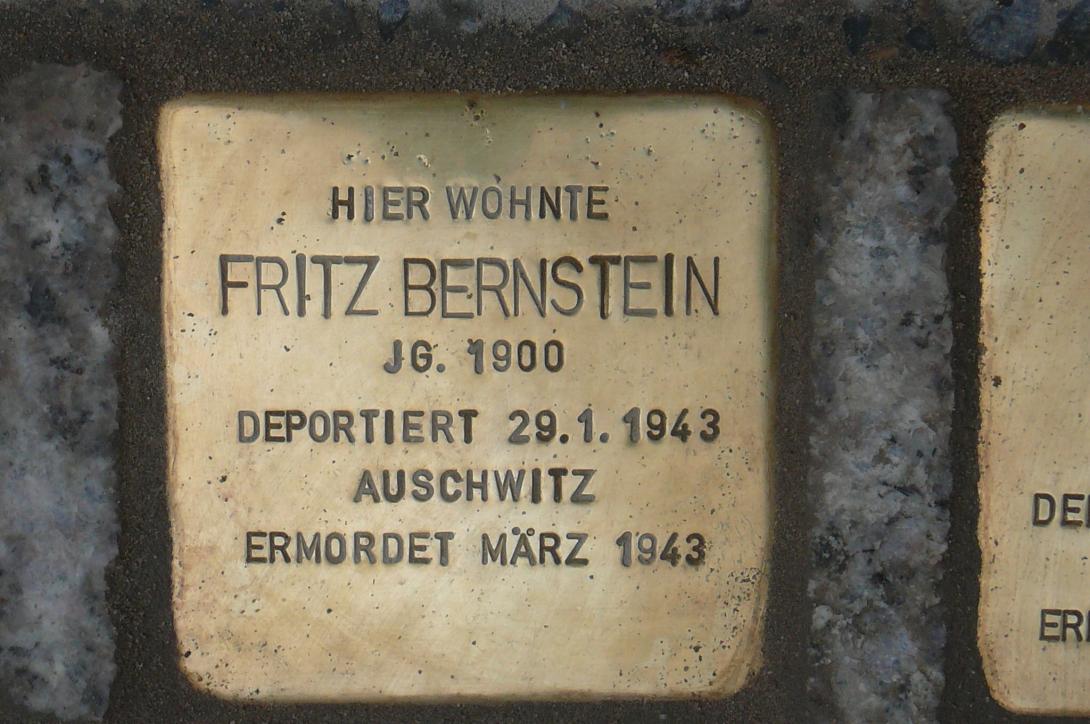 HIER WOHNTE
FRITZ BERNSTEIN
JG. 1900
DEPORTIERT 29.1.1943
AUSCHWITZ
ERMORDET MÄRZ 1943